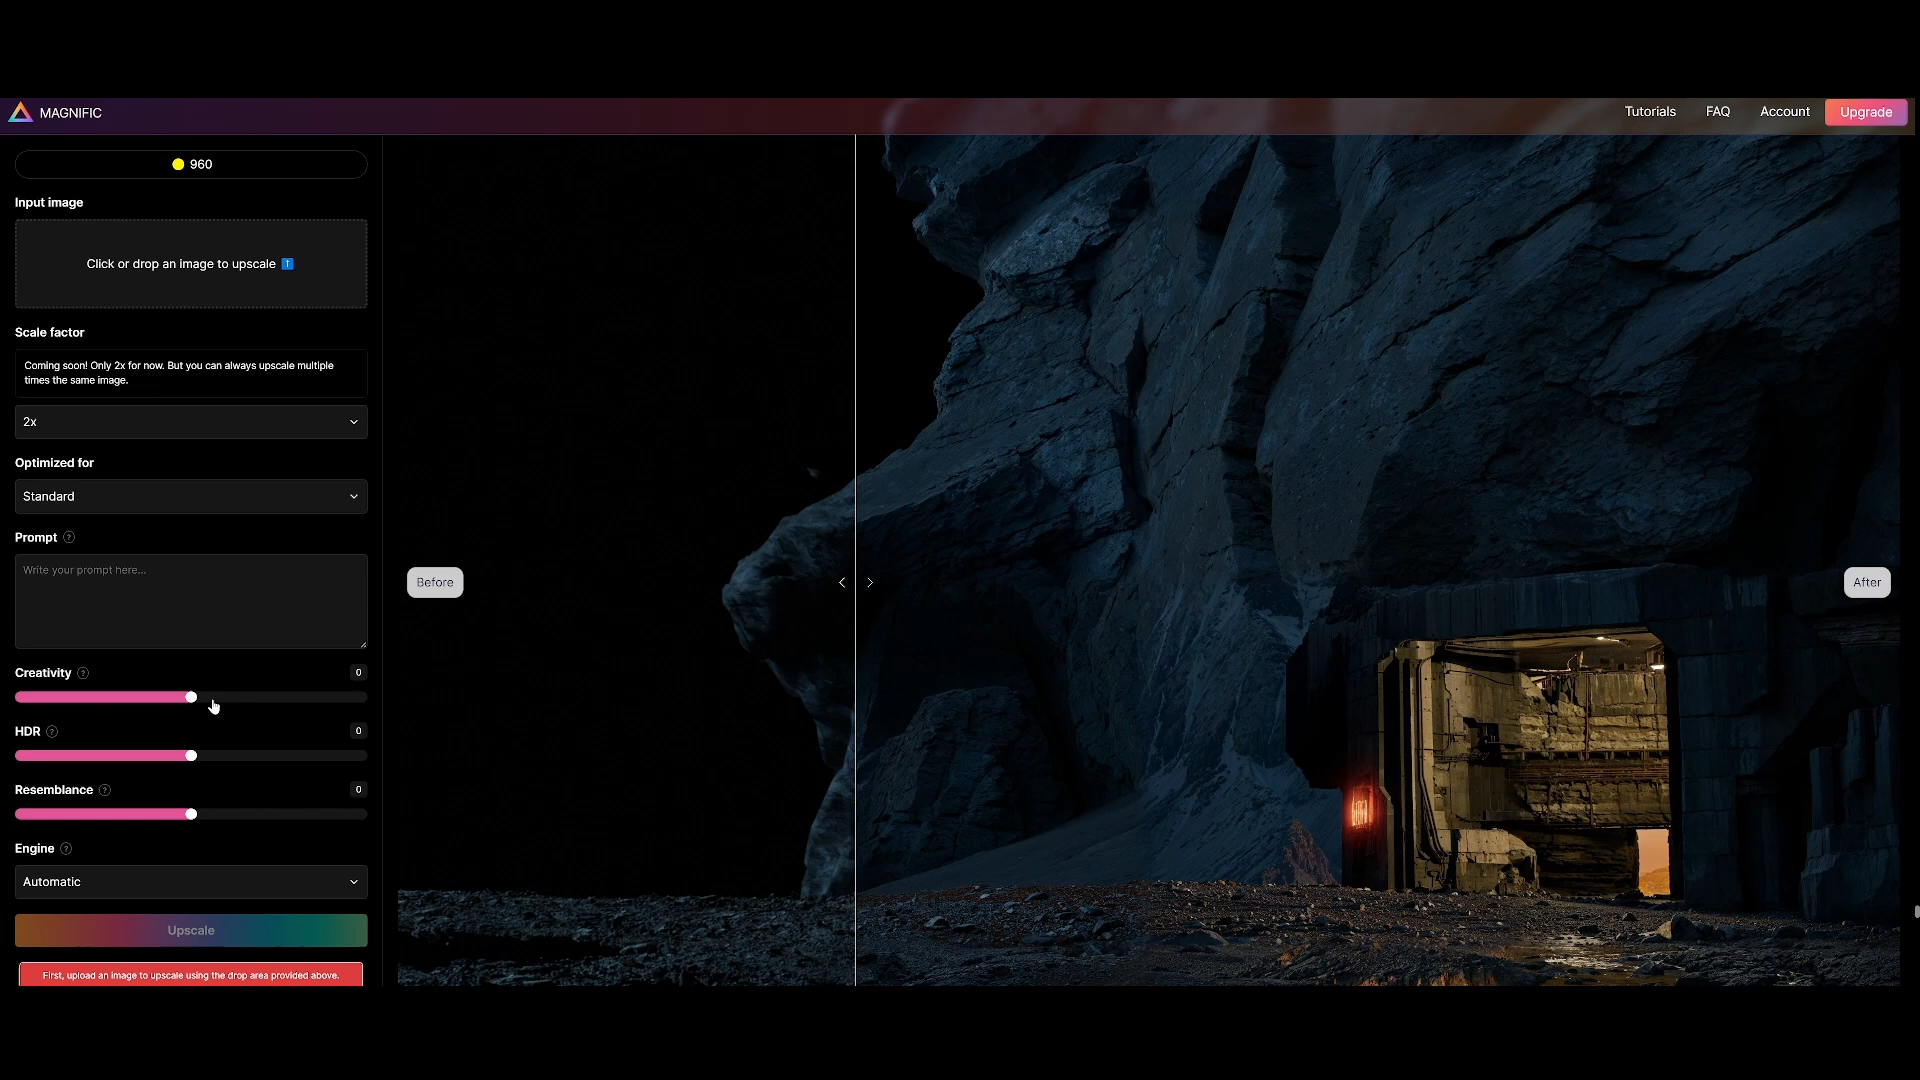 MAGNIFIC
Tutorials
FAQ
Account
Upgrade
960
Input image
Click or drop an image to upscale
Scale factor
Coming soon! Only 2x for now. But you can always upscale multiple
times the same image.
2x
Optimized for
Standard
Prompt ?
Write your prompt here...
Creativity ? 0
HDR ? 0
Resemblance ? 0
Engine ?
Automatic
Upscale
First, upload an image to upscale using the drop area provided above.
Before
After